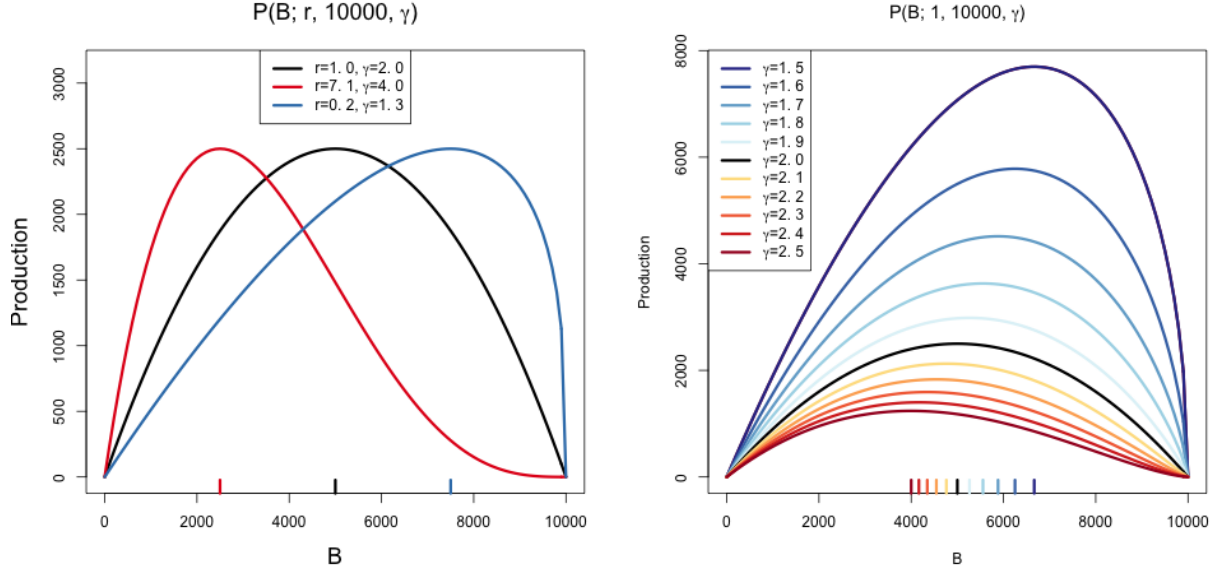 P(B; r, 10000, γ)
r=1. 0, γ=2. 0
r=7. 1, γ=4. 0
r=0. 2, γ=1. 3
Production
3000
2500
2000
1500
1000
500
0
0 2000 4000 6000 8000 10000
B
P(B; 1, 10000, γ)
γ=1. 5
γ=1. 6
γ=1. 7
γ=1. 8
γ=1. 9
γ=2. 0
γ=2. 1
γ=2. 2
γ=2. 3
γ=2. 4
γ=2. 5
Production
8000
6000
4000
2000
0
0 2000 4000 6000 8000 10000
B